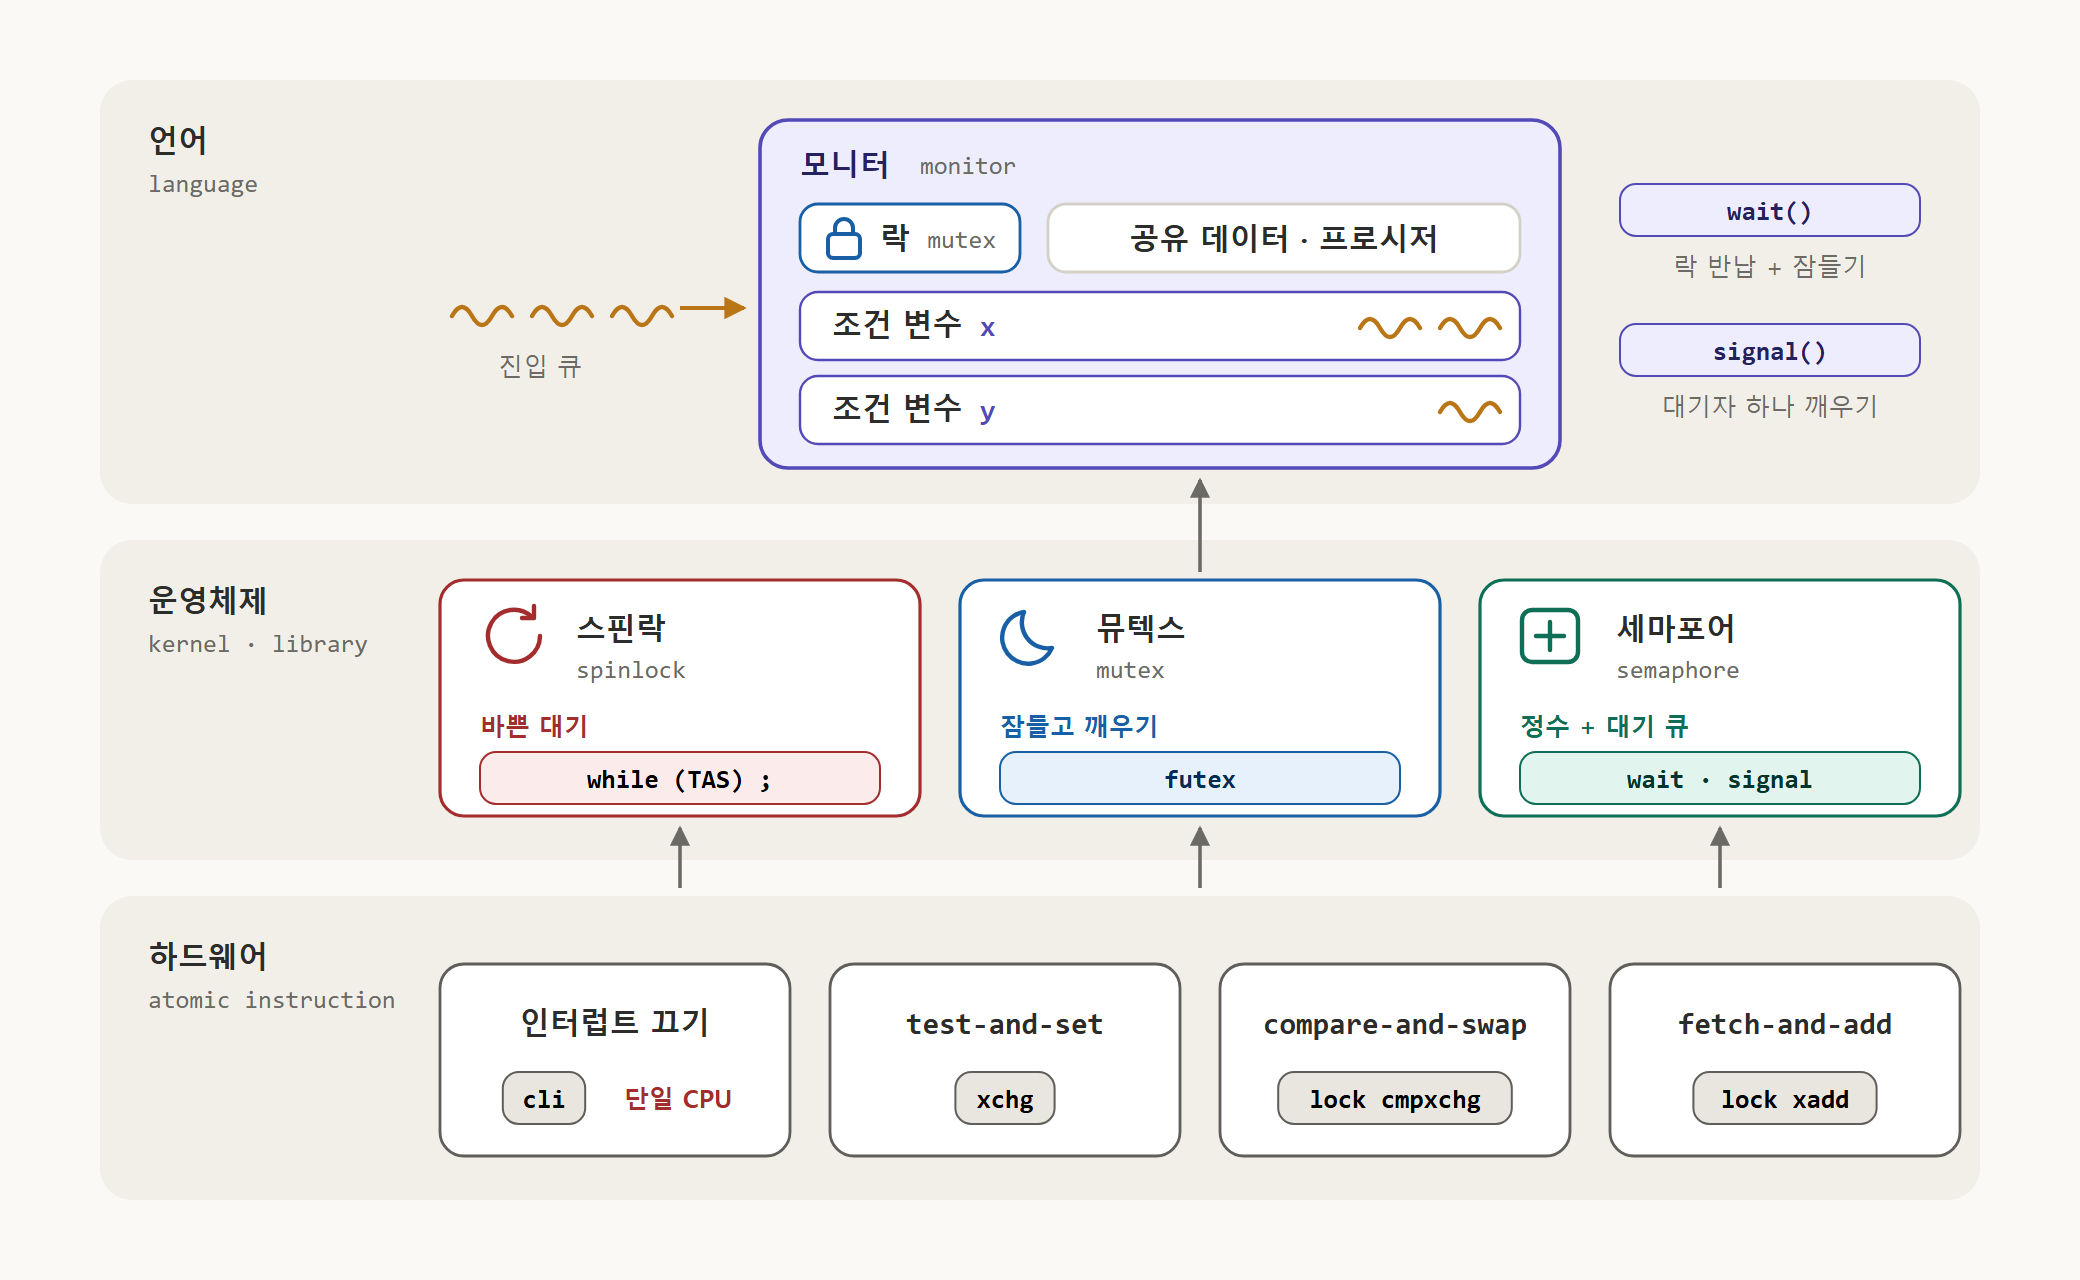 언어
language
모니터 monitor
락 mutex
공유 데이터 · 프로시저
조건 변수 x
조건 변수 y
진입 큐
wait()
락 반납 + 잠들기
signal()
대기자 하나 깨우기
운영체제
kernel · library
스핀락
spinlock
바쁜 대기
while (TAS) ;
뮤텍스
mutex
잠들고 깨우기
futex
세마포어
semaphore
정수 + 대기 큐
wait · signal
하드웨어
atomic instruction
인터럽트 끄기
cli 단일 CPU
test-and-set
xchg
compare-and-swap
lock cmpxchg
fetch-and-add
lock xadd